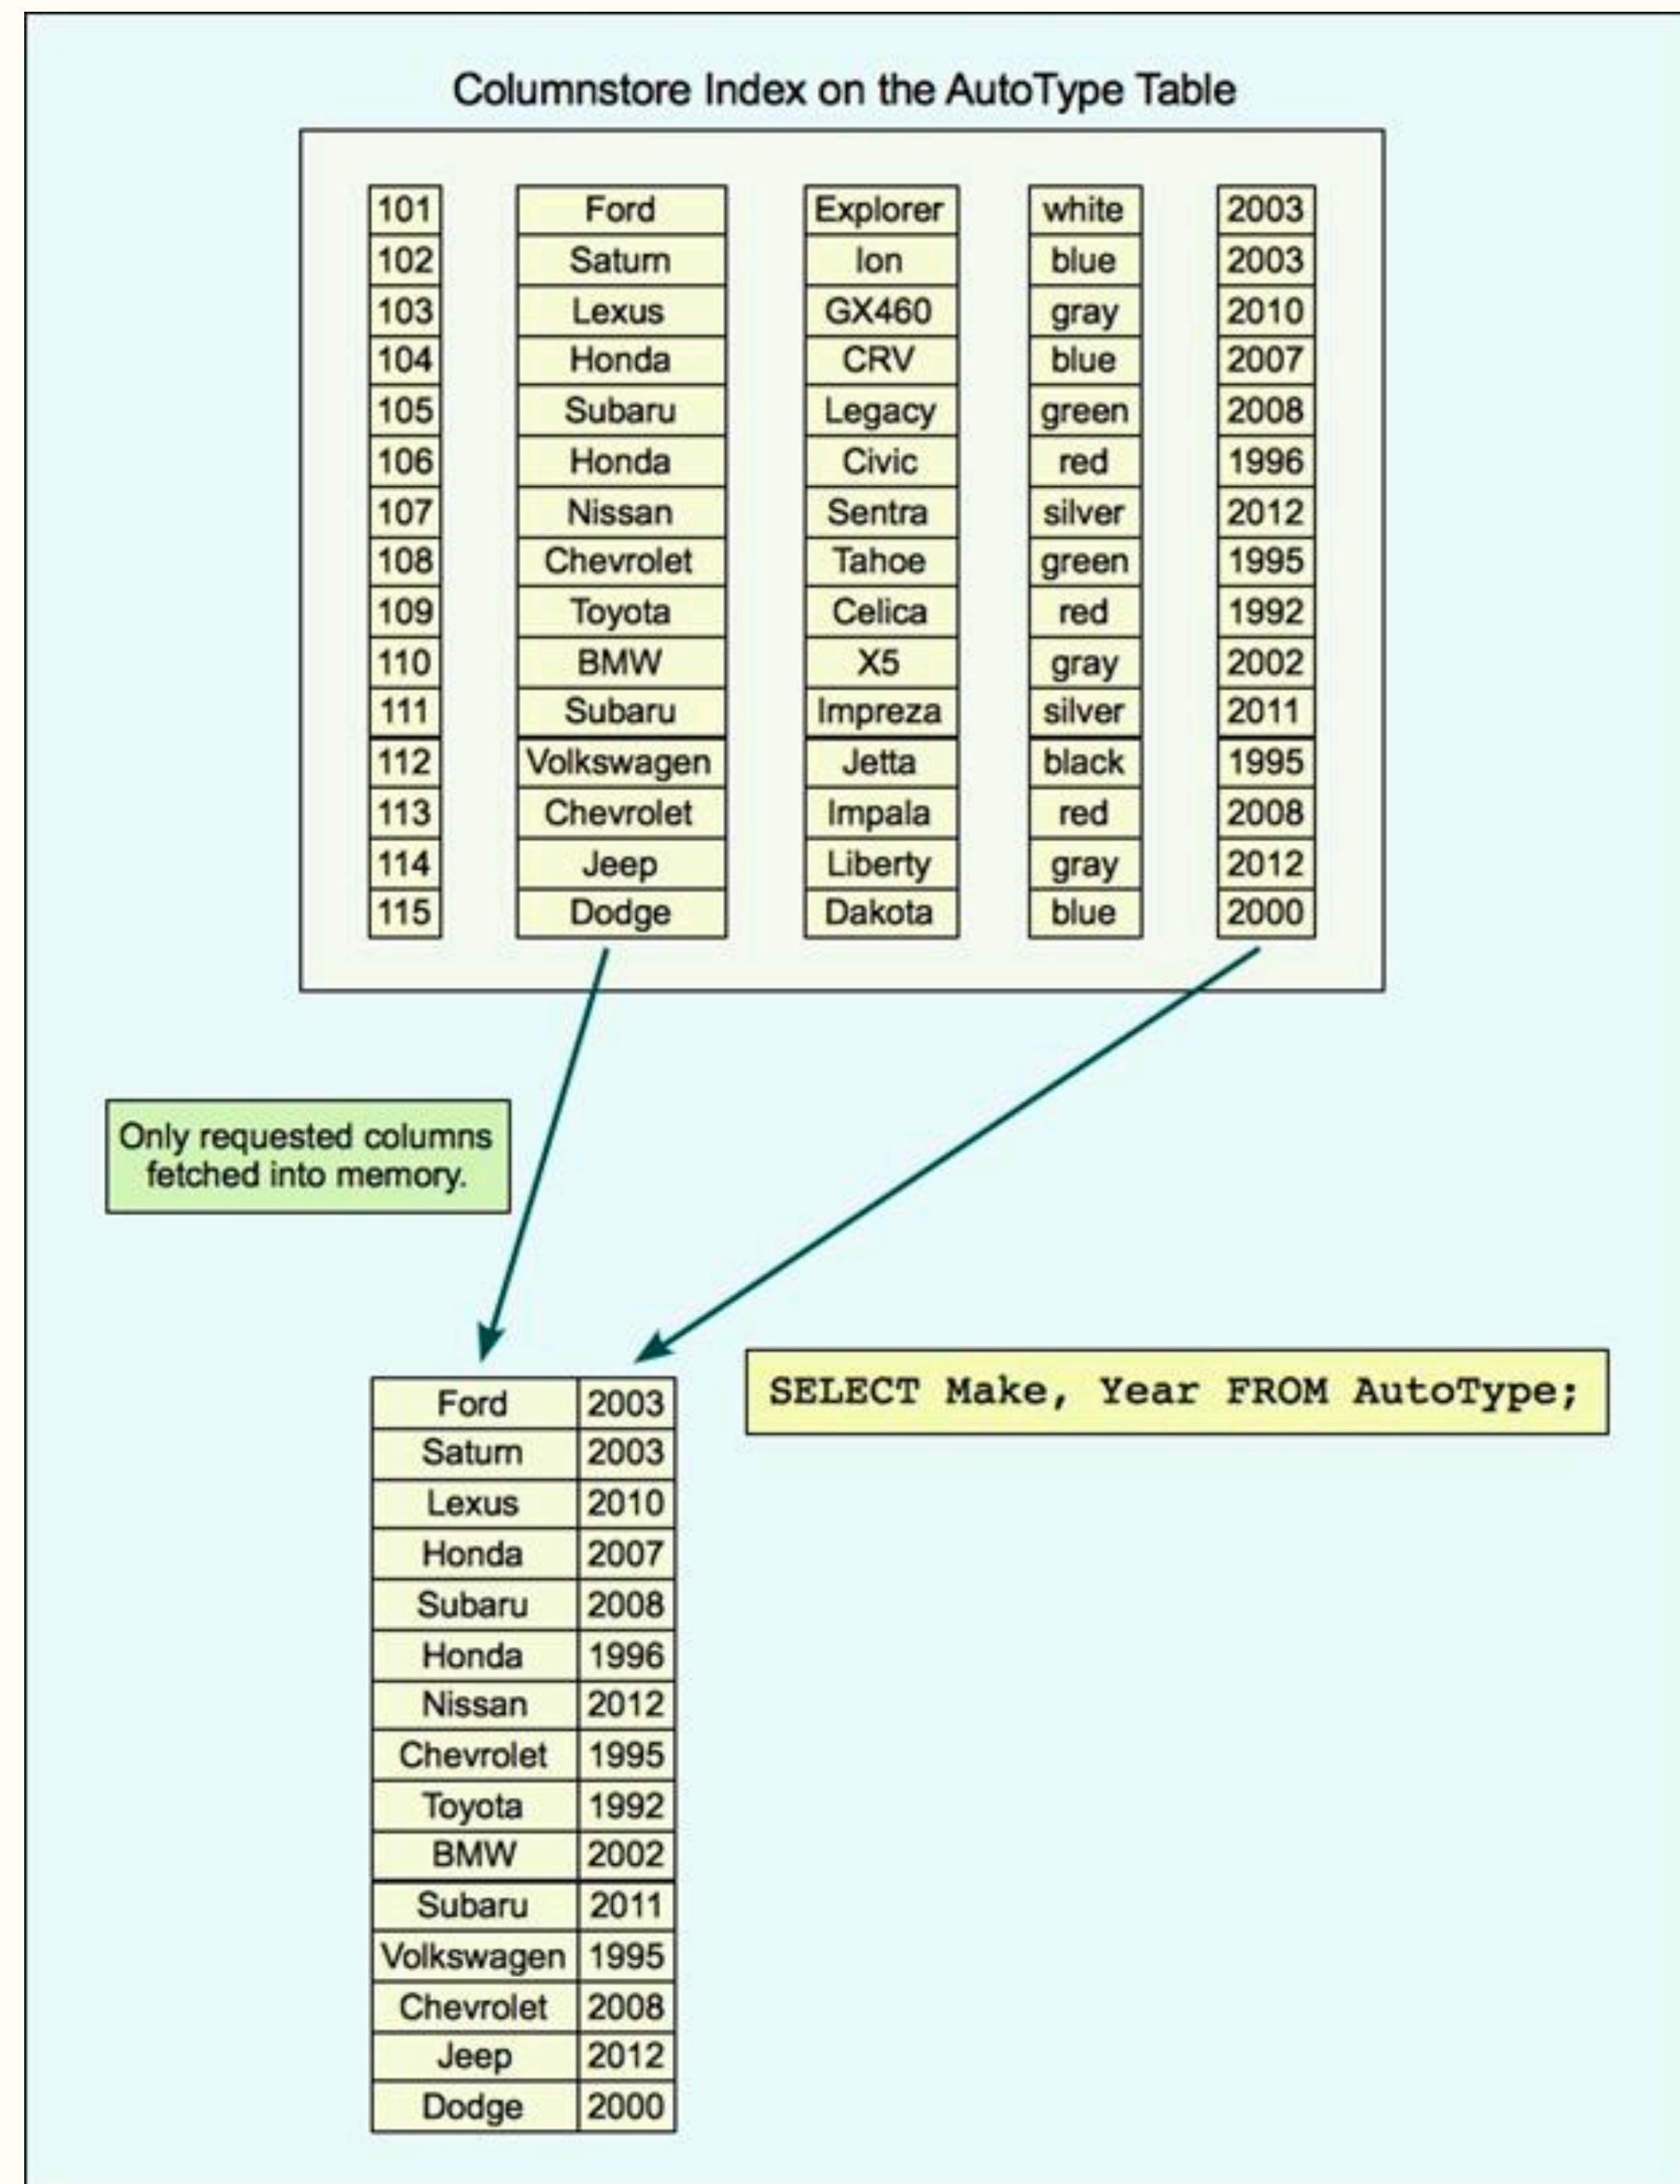 Columnstore Index on the AutoType Table
101 Ford Explorer white 2003
102 Saturn Ion blue 2003
103 Lexus GX460 gray 2010
104 Honda CRV blue 2007
105 Subaru Legacy green 2008
106 Honda Civic red 1996
107 Nissan Sentra silver 2012
108 Chevrolet Tahoe green 1995
109 Toyota Celica red 1992
110 BMW X5 gray 2002
111 Subaru Impreza silver 2011
112 Volkswagen Jetta black 1995
113 Chevrolet Impala red 2008
114 Jeep Liberty gray 2012
115 Dodge Dakota blue 2000
Only requested columns
fetched into memory.
SELECT Make, Year FROM AutoType;
Ford 2003
Saturn 2003
Lexus 2010
Honda 2007
Subaru 2008
Honda 1996
Nissan 2012
Chevrolet 1995
Toyota 1992
BMW 2002
Subaru 2011
Volkswagen 1995
Chevrolet 2008
Jeep 2012
Dodge 2000